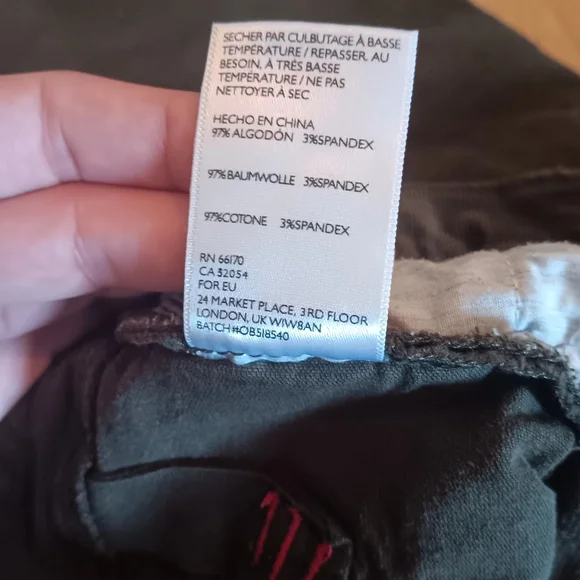 SECHER PAR CULBUTAGE À BASSE
TEMPÉRATURE / REPASSER, AU
BESOIN, À TRÈS BASSE
TEMPÉRATURE / NE PAS
NETTOYER À SEC
HECHO EN CHINA
97% ALGODÓN 3%SPANDEX
97%BAUMWOLLE 3%SPANDEX
97%COTONE 3%SPANDEX
RN 66170
CA 32054
FOR EU
24 MARKET PLACE, 3RD FLOOR
LONDON, UK W1W8AN
BATCH #OB518540